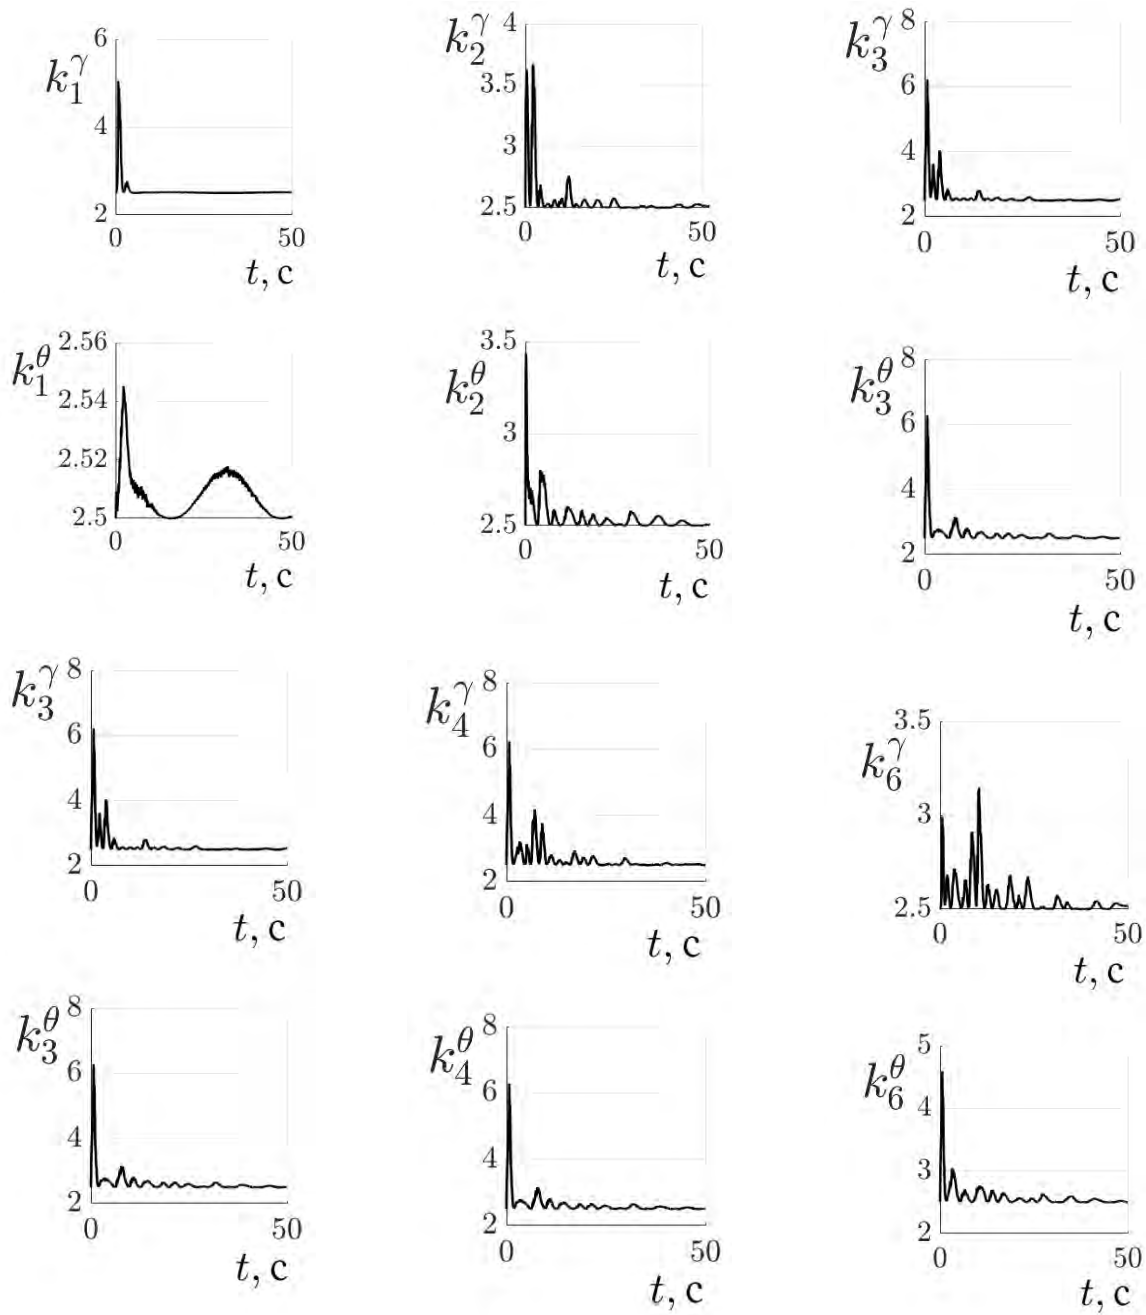 k_1^γ 6 4 2 0 50 t, с
k_2^γ 4 3.5 3 2.5 0 50 t, с
k_3^γ 8 6 4 2 0 50 t, с
k_1^θ 2.56 2.54 2.52 2.5 0 50 t, с
k_2^θ 3.5 3 2.5 0 50 t, с
k_3^θ 8 6 4 2 0 50 t, с
k_3^γ 8 6 4 2 0 50 t, с
k_4^γ 8 6 4 2 0 50 t, с
k_6^γ 3.5 3 2.5 0 50 t, с
k_3^θ 8 6 4 2 0 50 t, с
k_4^θ 8 6 4 2 0 50 t, с
k_6^θ 5 4 3 2 0 50 t, с